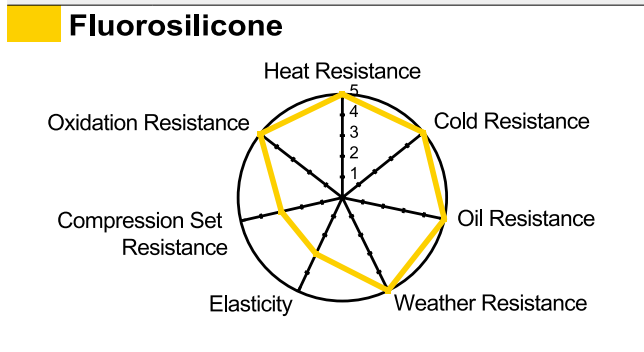 Fluorosilicone
Heat Resistance
5
4
3
2
1
Oxidation Resistance
Cold Resistance
Compression Set
Resistance
Oil Resistance
Elasticity
Weather Resistance